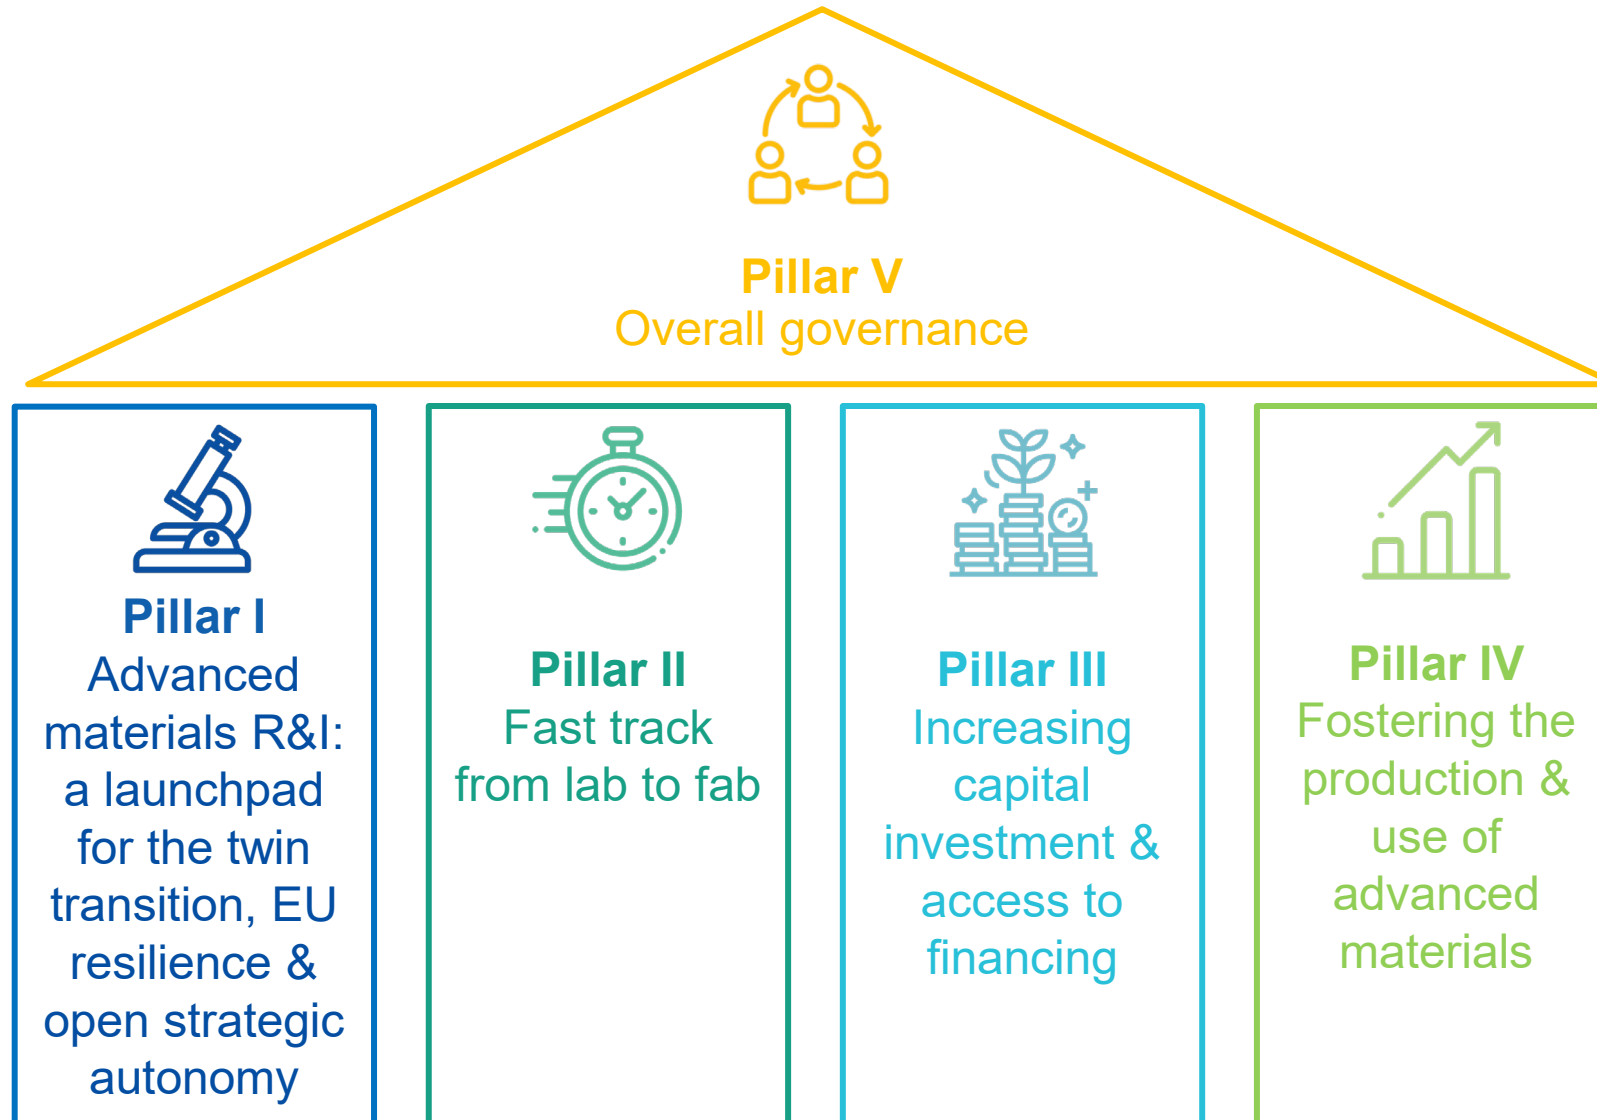 Pillar V
Overall governance
Pillar I
Advanced
materials R&I:
a launchpad
for the twin
transition, EU
resilience &
open strategic
autonomy
Pillar II
Fast track
from lab to fab
Pillar III
Increasing
capital
investment &
access to
financing
Pillar IV
Fostering the
production &
use of
advanced
materials